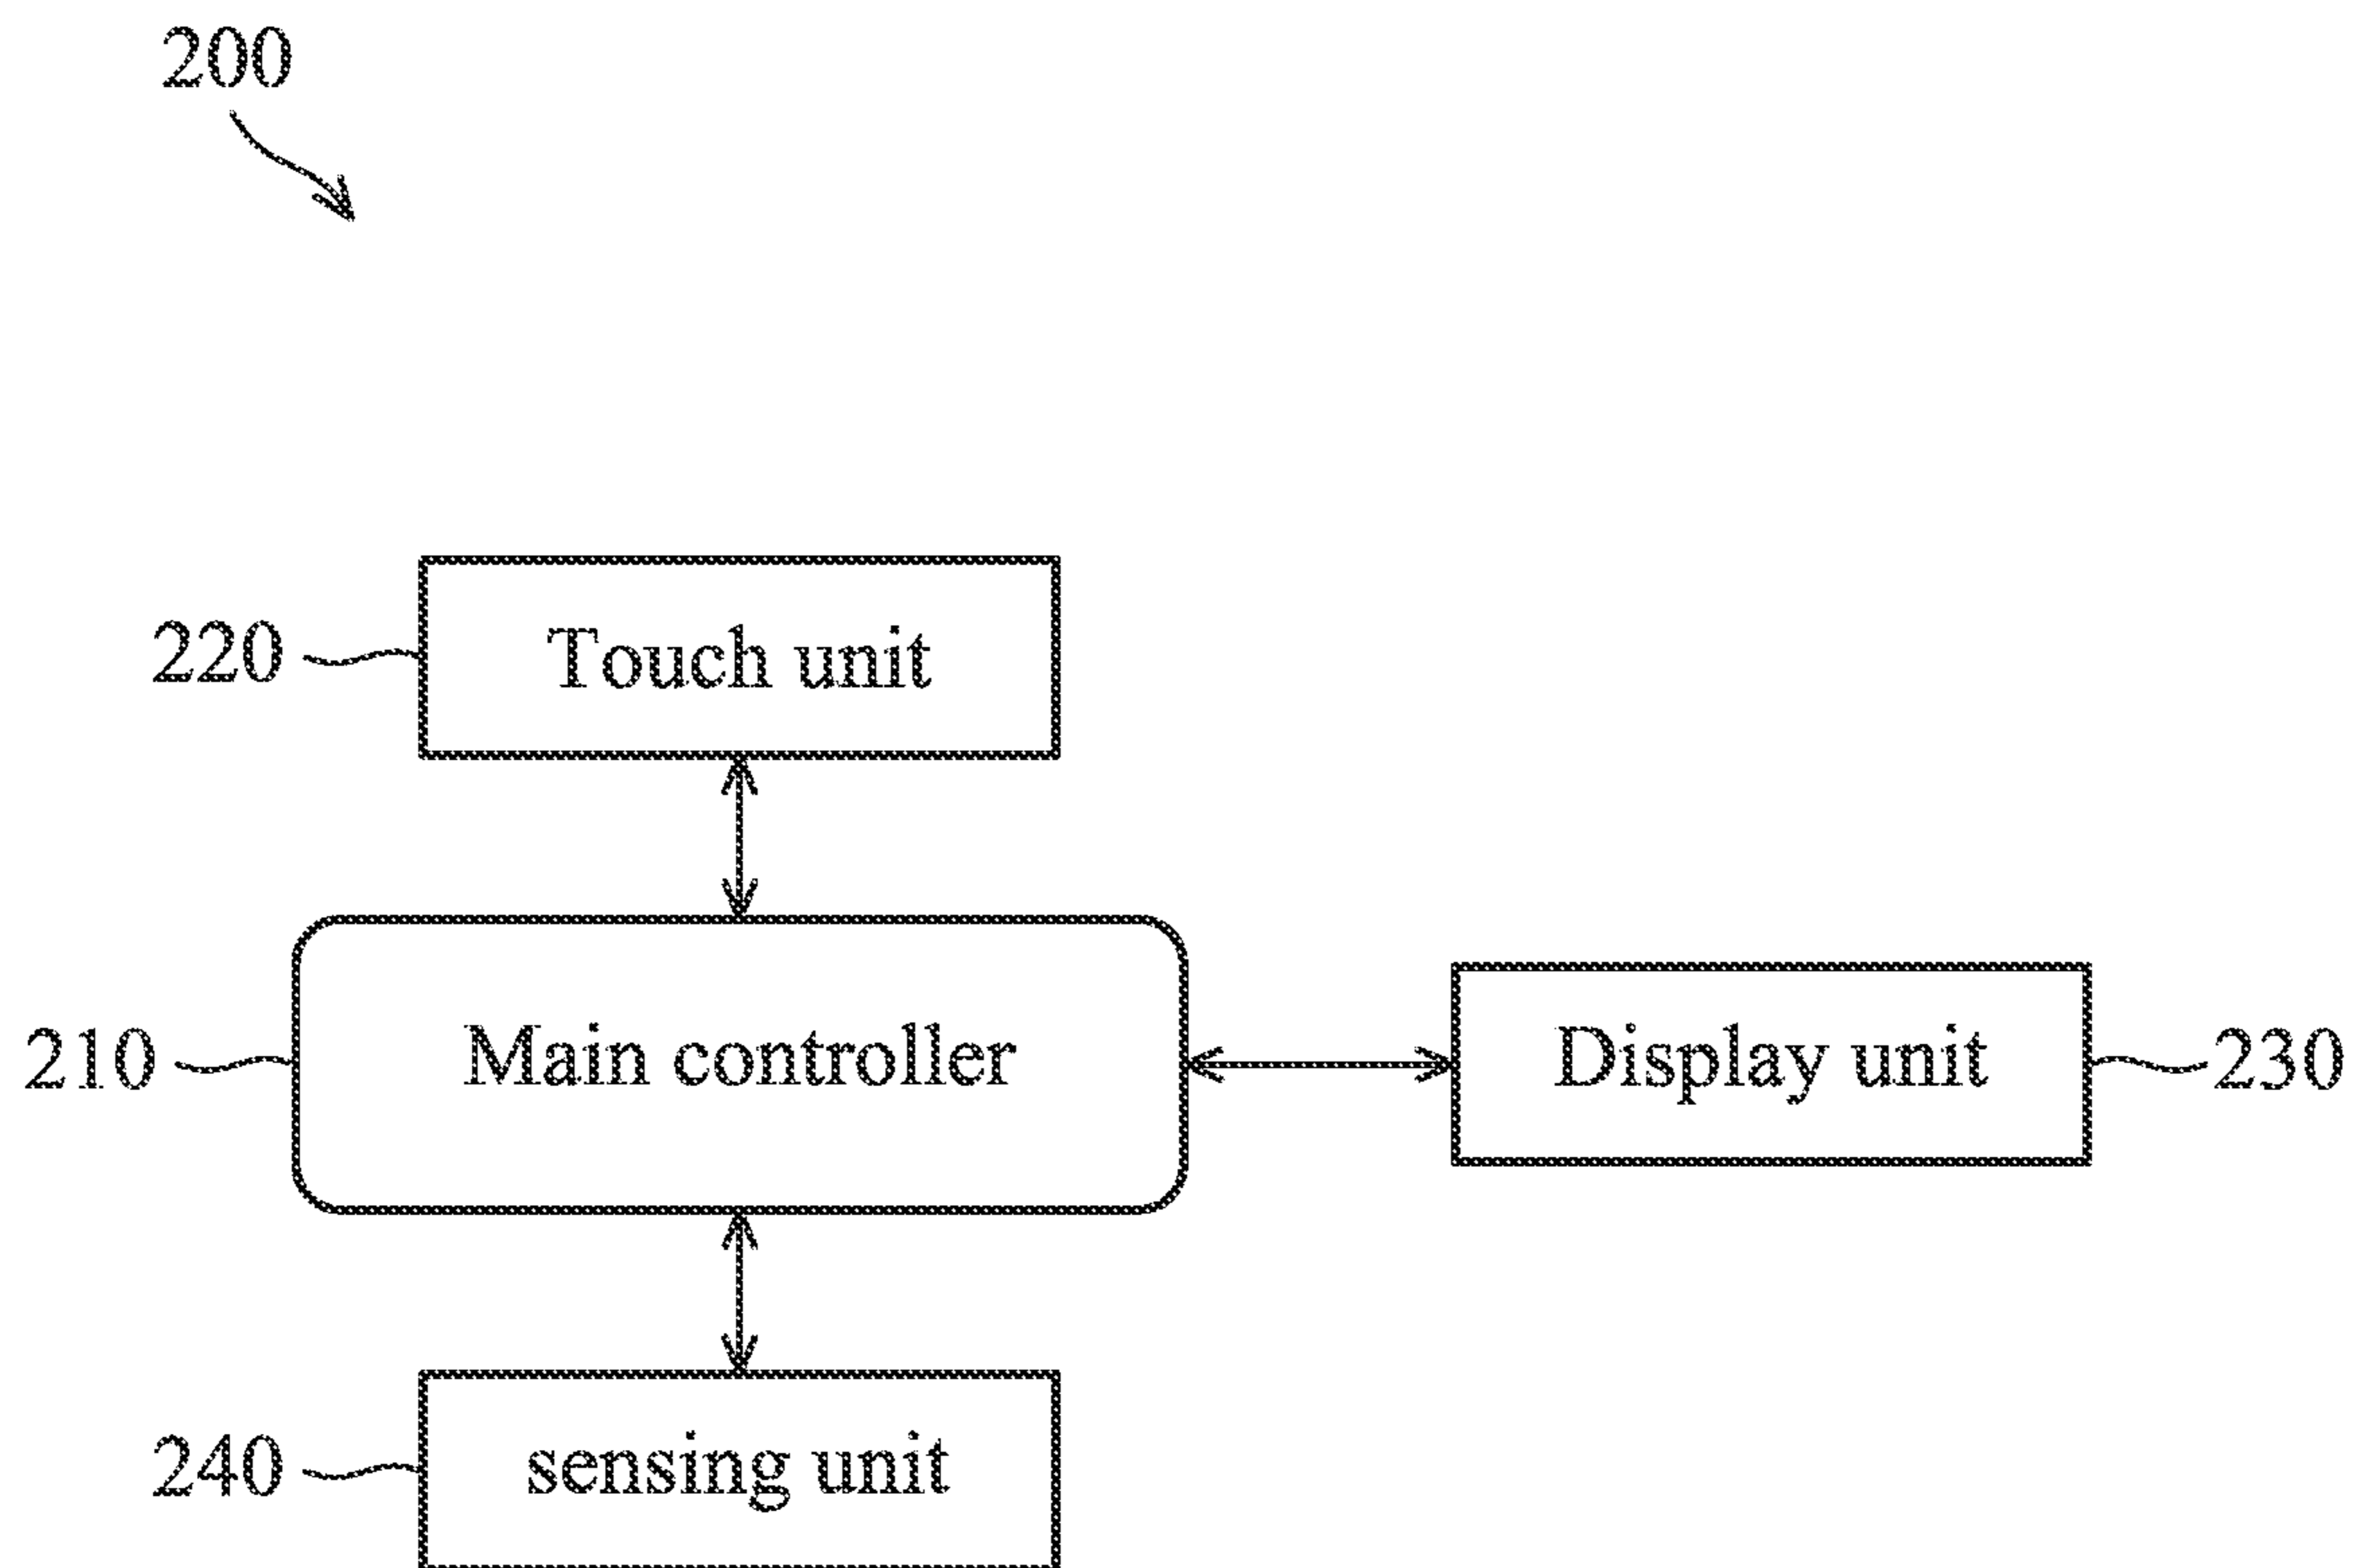 200
220 Touch unit
210 Main controller Display unit 230
240 sensing unit